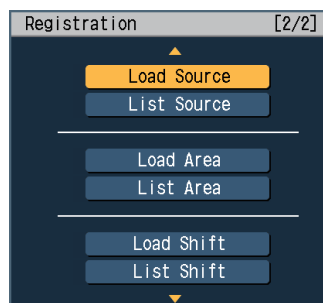 Registration [2/2]
Load Source
List Source
Load Area
List Area
Load Shift
List Shift